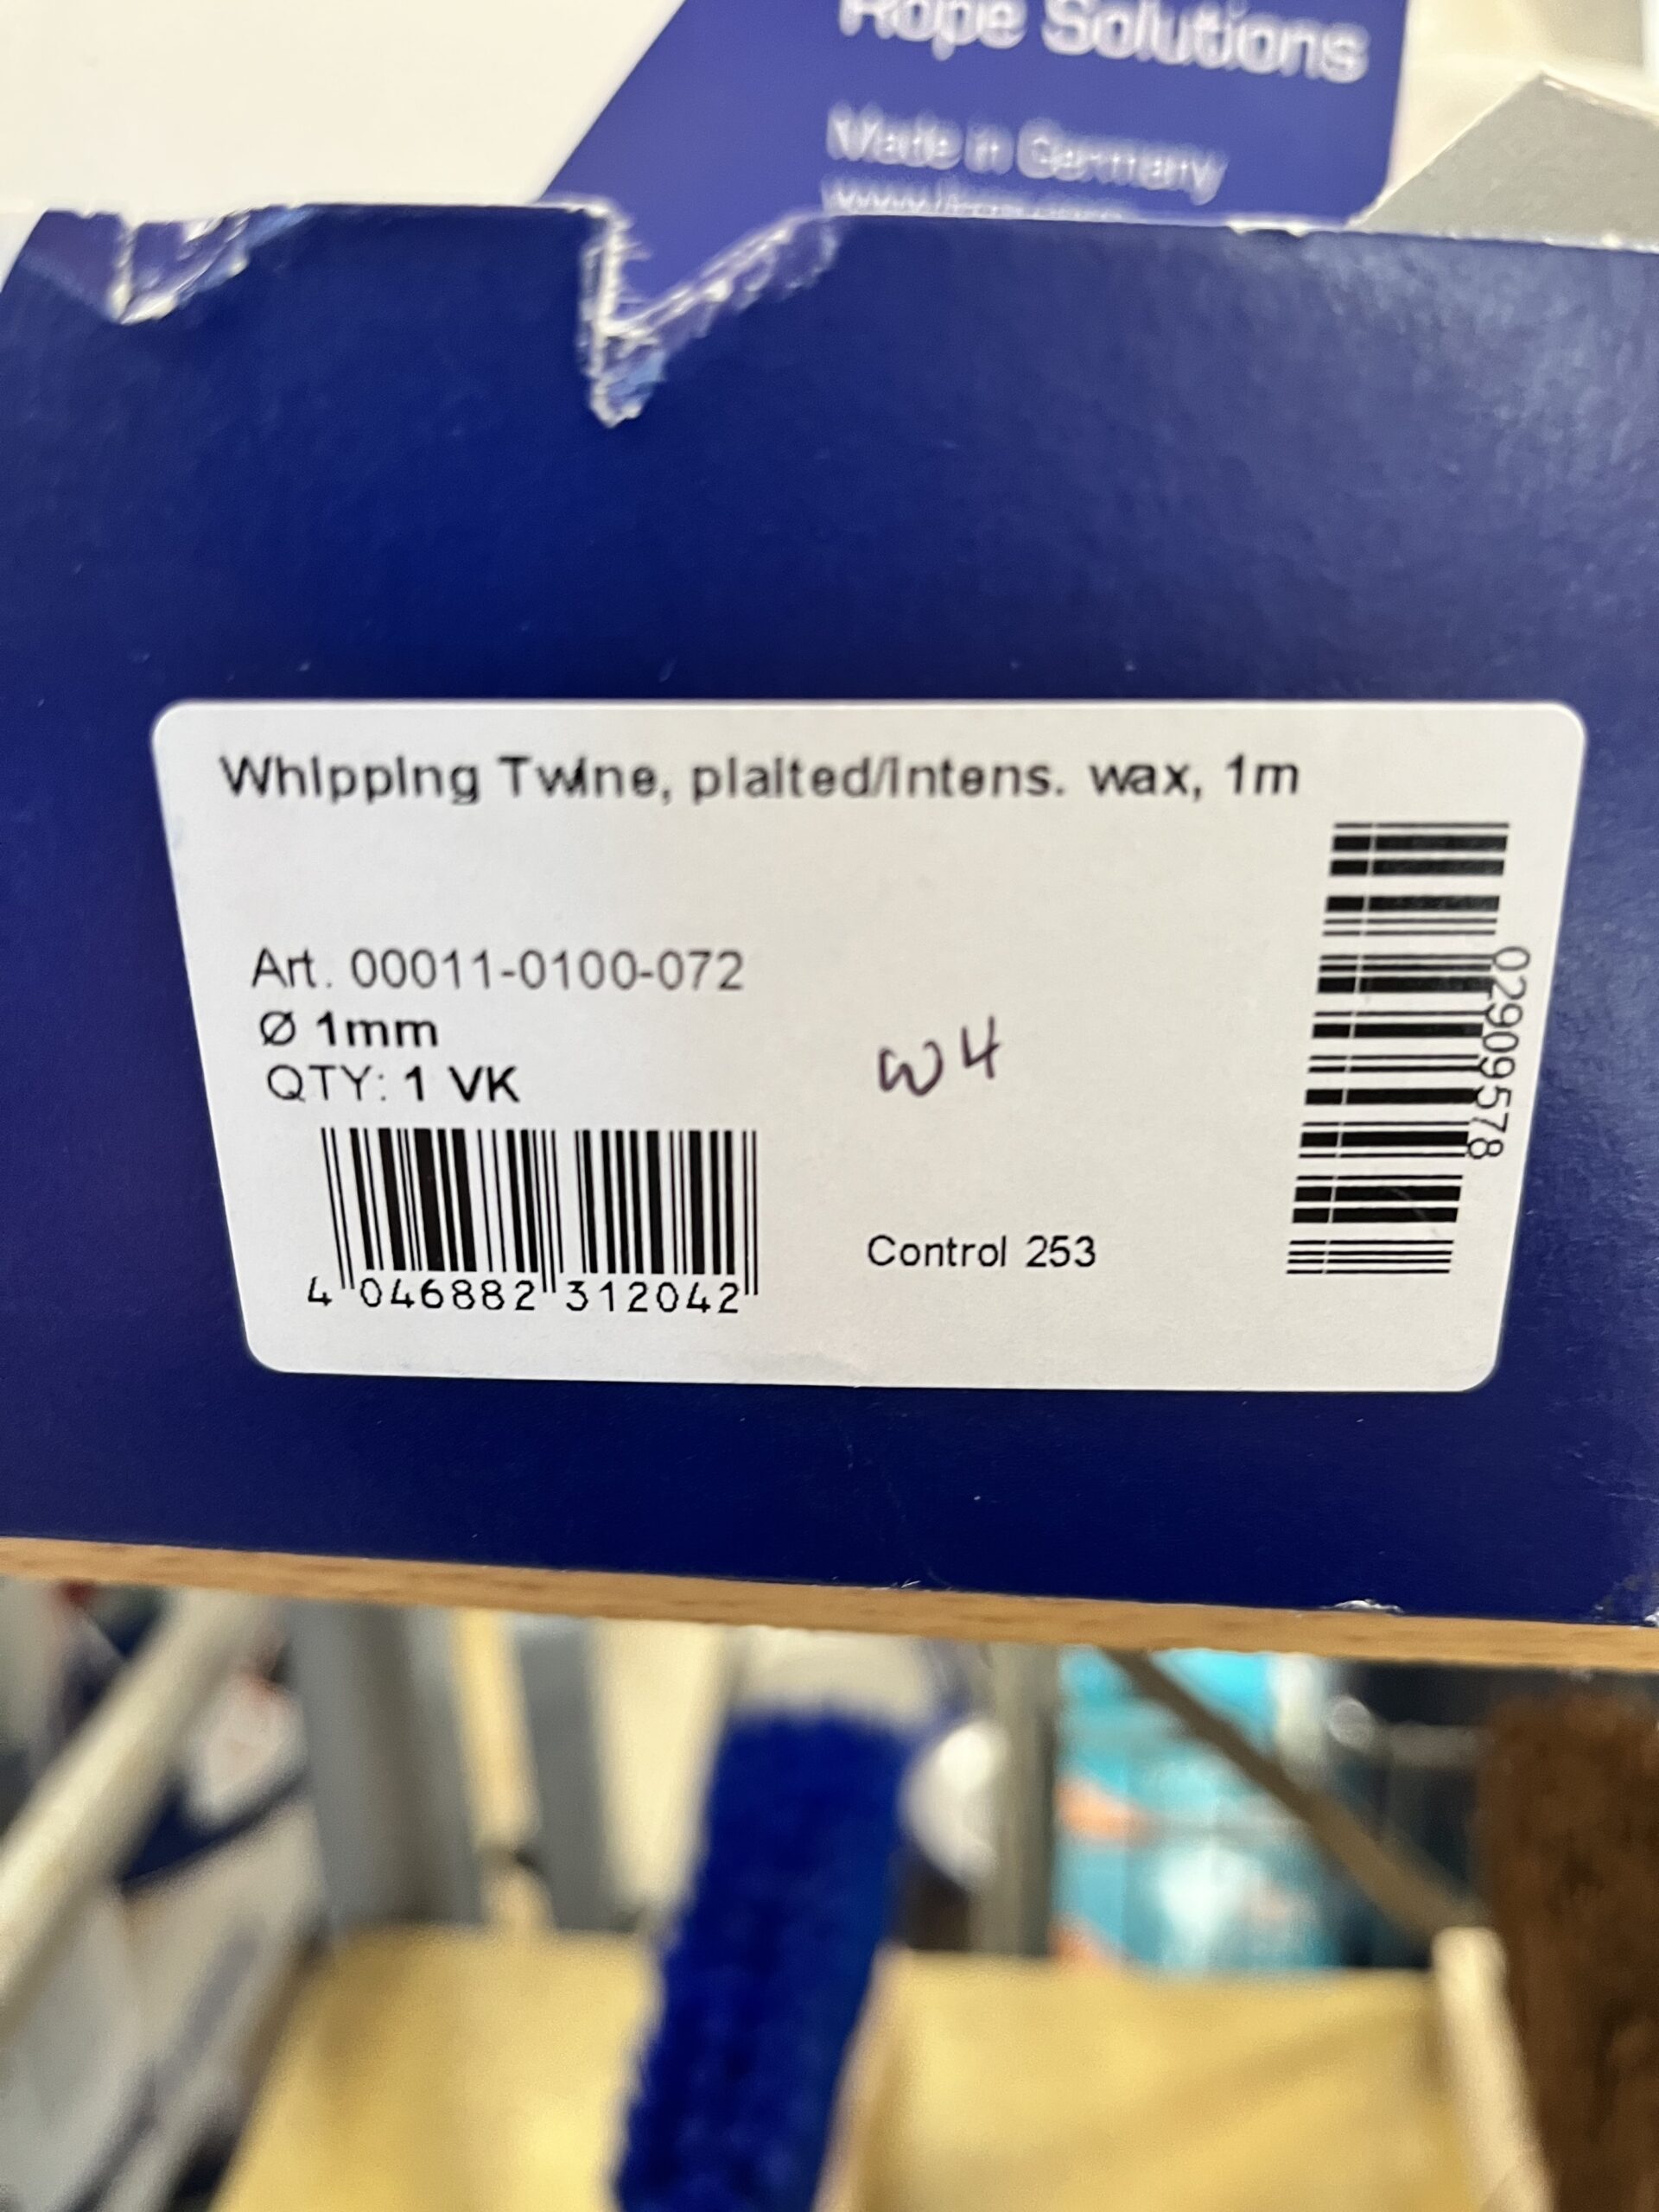 Rope Solutions
Made in Germany
Whipping Twine, plaited/intens. wax, 1m
Art. 00011-0100-072
Ø 1mm
QTY: 1 VK
W4
02909578
Control 253
4 046882 312042